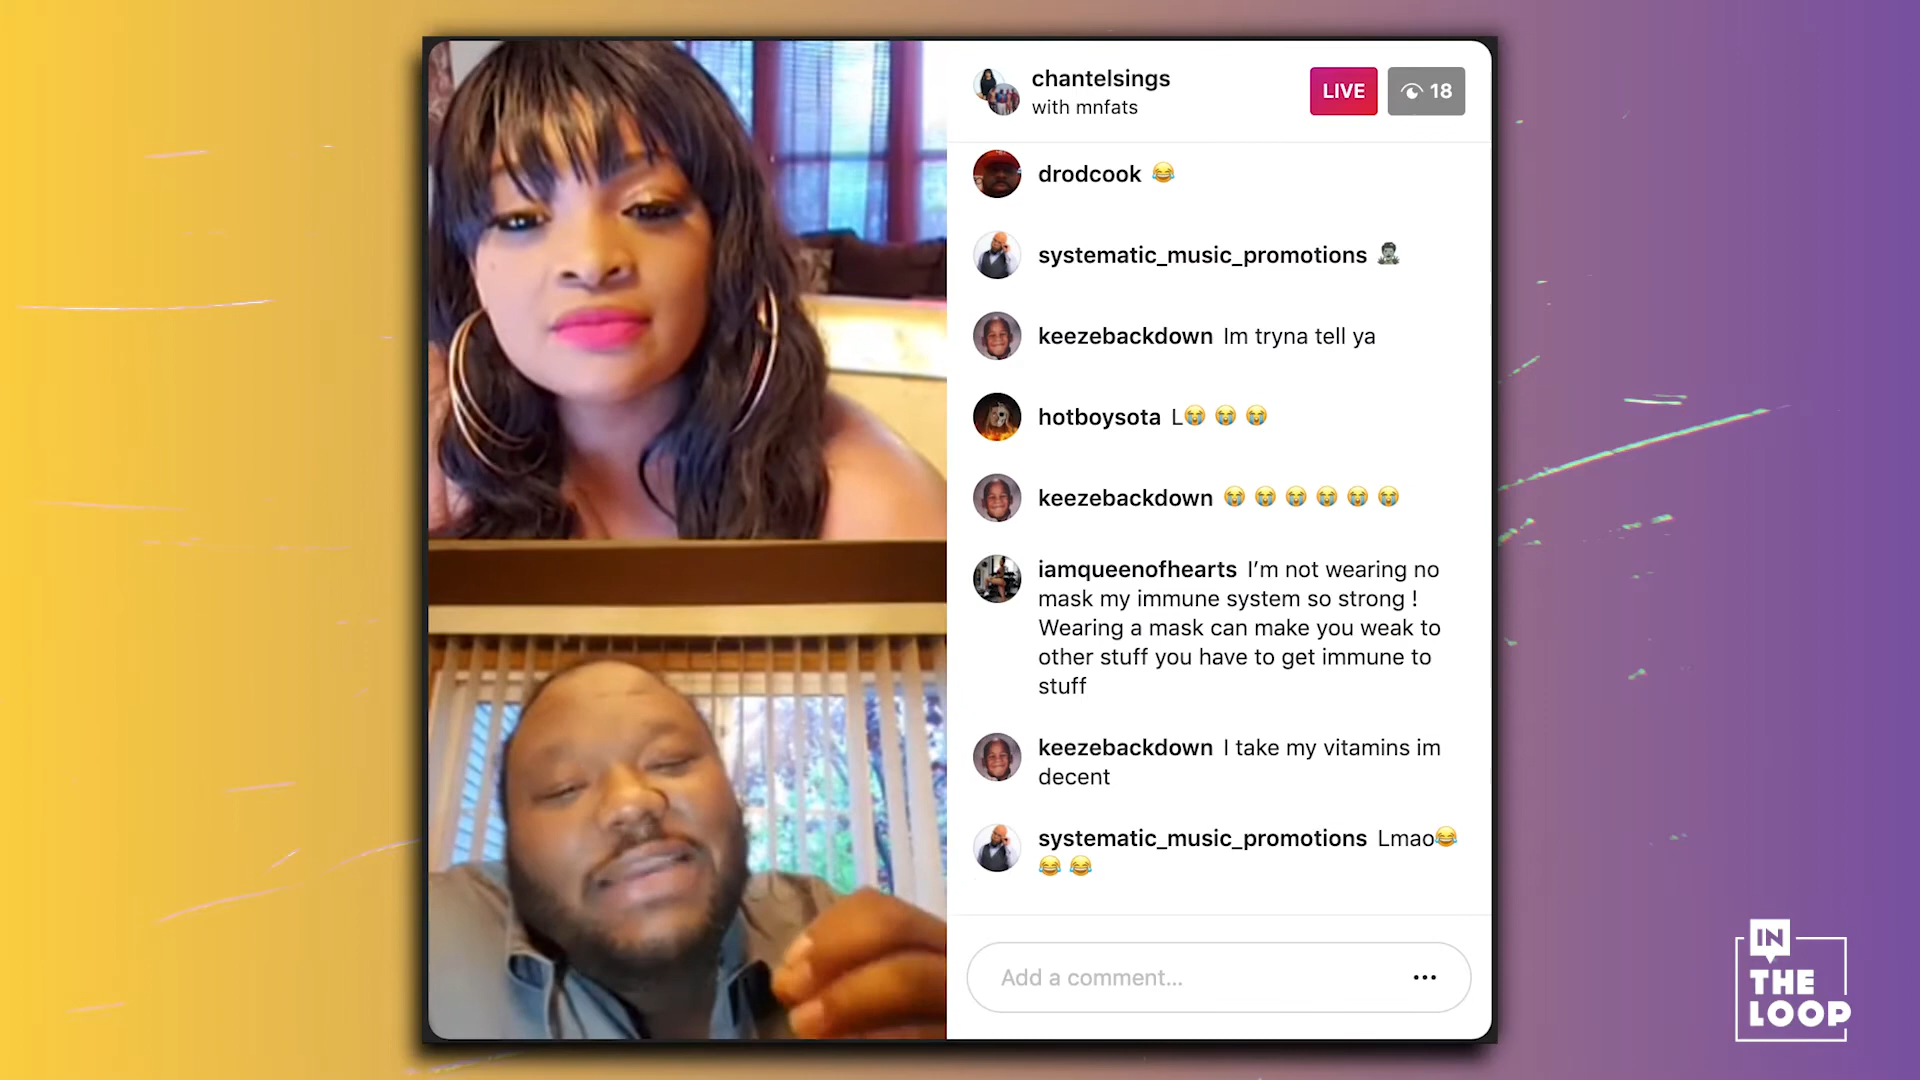 chantelsings
with mnfats
LIVE
18
drodcook 😂
systematic_music_promotions
keezebackdown Im tryna tell ya
hotboysota L😭 😭 😭
keezebackdown 😭 😭 😭 😭 😭 😭
iamqueenofhearts I’m not wearing no
mask my immune system so strong !
Wearing a mask can make you weak to
other stuff you have to get immune to
stuff
keezebackdown I take my vitamins im
decent
systematic_music_promotions Lmao😂
😂 😂
Add a comment...
IN
THE
LOOP